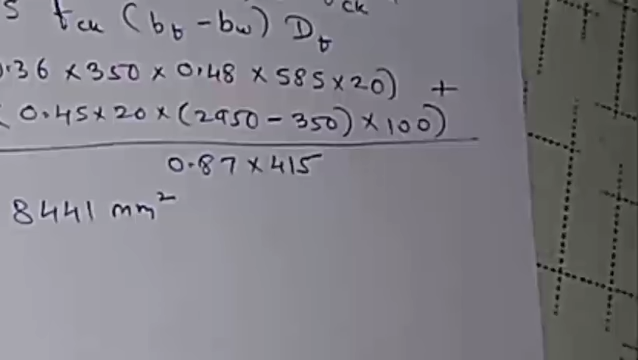 ck
5 fck (bf - bw) Df
0.36 × 350 × 0.48 × 585 × 20) +
( 0.45 × 20 × (2950 - 350) × 100)
0.87 × 415
8441 mm²